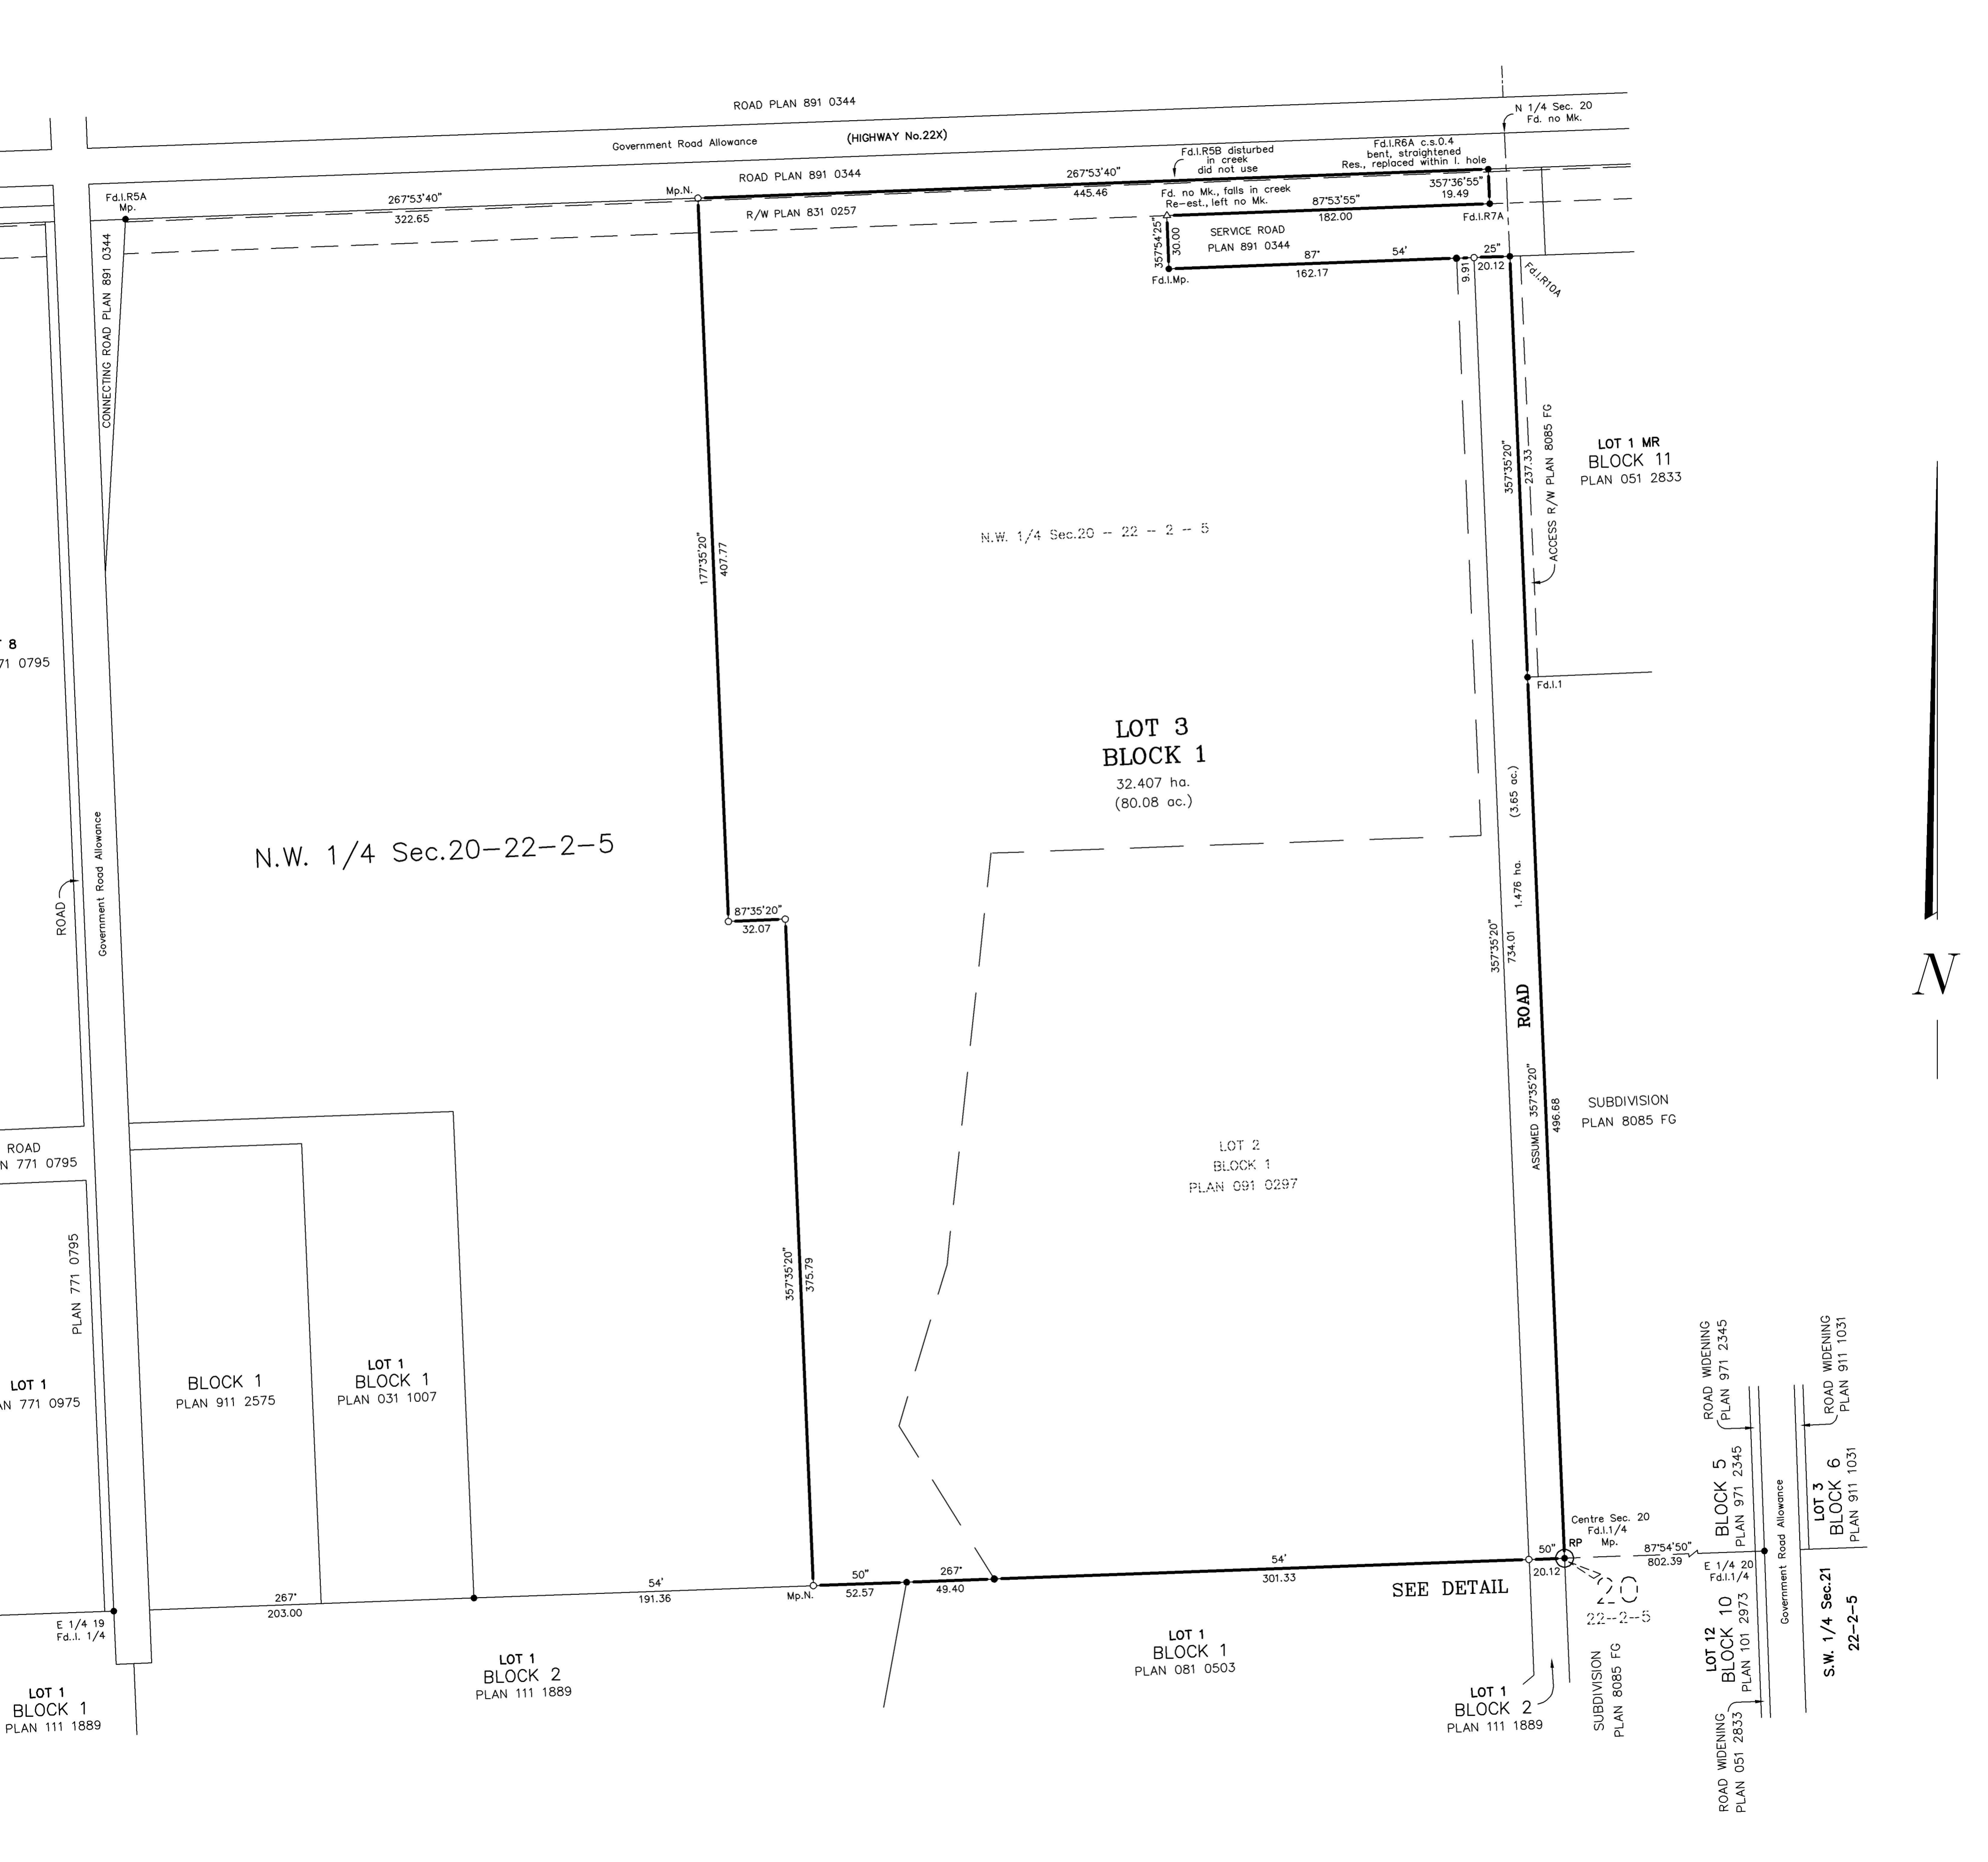 ROAD PLAN 891 0344
Government Road Allowance
(HIGHWAY No.22X)
N 1/4 Sec. 20
Fd. no Mk.
ROAD PLAN 891 0344
Fd.I.R5B disturbed
in creek
did not use
Fd.I.R6A c.s.0.4
bent, straightened
Res., replaced within I. hole
Fd.I.R5A
Mp.
267°53'40"
322.65
Mp.N.
267°53'40"
445.46
357°36'55"
19.49
R/W PLAN 831 0257
Fd. no Mk., falls in creek
Re-est., left no Mk.
87°53'55"
182.00
Fd.I.R7A
357°54'25"
30.00
SERVICE ROAD
PLAN 891 0344
87°
54'
25"
162.17
9.91
20.12
Fd.I.Mp.
Fd.I.R10A
CONNECTING ROAD PLAN 891 0344
357°35'20"
237.33
ACCESS R/W PLAN 8085 FG
LOT 1 MR
BLOCK 11
PLAN 051 2833
177°35'20"
407.77
N.W. 1/4 Sec.20 -- 22 -- 2 -- 5
8
71 0795
Fd.I.1
LOT 3
BLOCK 1
32.407 ha.
(80.08 ac.)
1.476 ha.
(3.65 ac.)
N.W. 1/4 Sec.20-22-2-5
Government Road Allowance
ROAD
87°35'20"
32.07
357°35'20"
734.01
ROAD
ASSUMED 357°35'20"
496.68
SUBDIVISION
PLAN 8085 FG
ROAD
N 771 0795
LOT 2
BLOCK 1
PLAN 091 0297
PLAN 771 0795
357°35'20"
375.79
LOT 1
N 771 0975
BLOCK 1
PLAN 911 2575
LOT 1
BLOCK 1
PLAN 031 1007
ROAD WIDENING
PLAN 971 2345
ROAD WIDENING
PLAN 911 1031
BLOCK 5
PLAN 971 2345
LOT 3
BLOCK 6
PLAN 911 1031
Government Road Allowance
Centre Sec. 20
Fd.I.1/4
Mp.
RP
87°54'50"
802.39
E 1/4 20
Fd.I.1/4
267°
203.00
54'
191.36
Mp.N.
50"
52.57
267°
49.40
54'
301.33
50"
20.12
SEE DETAIL
20
22--2--5
E 1/4 19
Fd..I. 1/4
LOT 1
BLOCK 2
PLAN 111 1889
LOT 1
BLOCK 1
PLAN 081 0503
LOT 1
BLOCK 1
PLAN 111 1889
LOT 1
BLOCK 2
PLAN 111 1889
SUBDIVISION
PLAN 8085 FG
LOT 12
BLOCK 10
PLAN 101 2973
S.W. 1/4 Sec.21
22-2-5
ROAD WIDENING
PLAN 051 2833
N